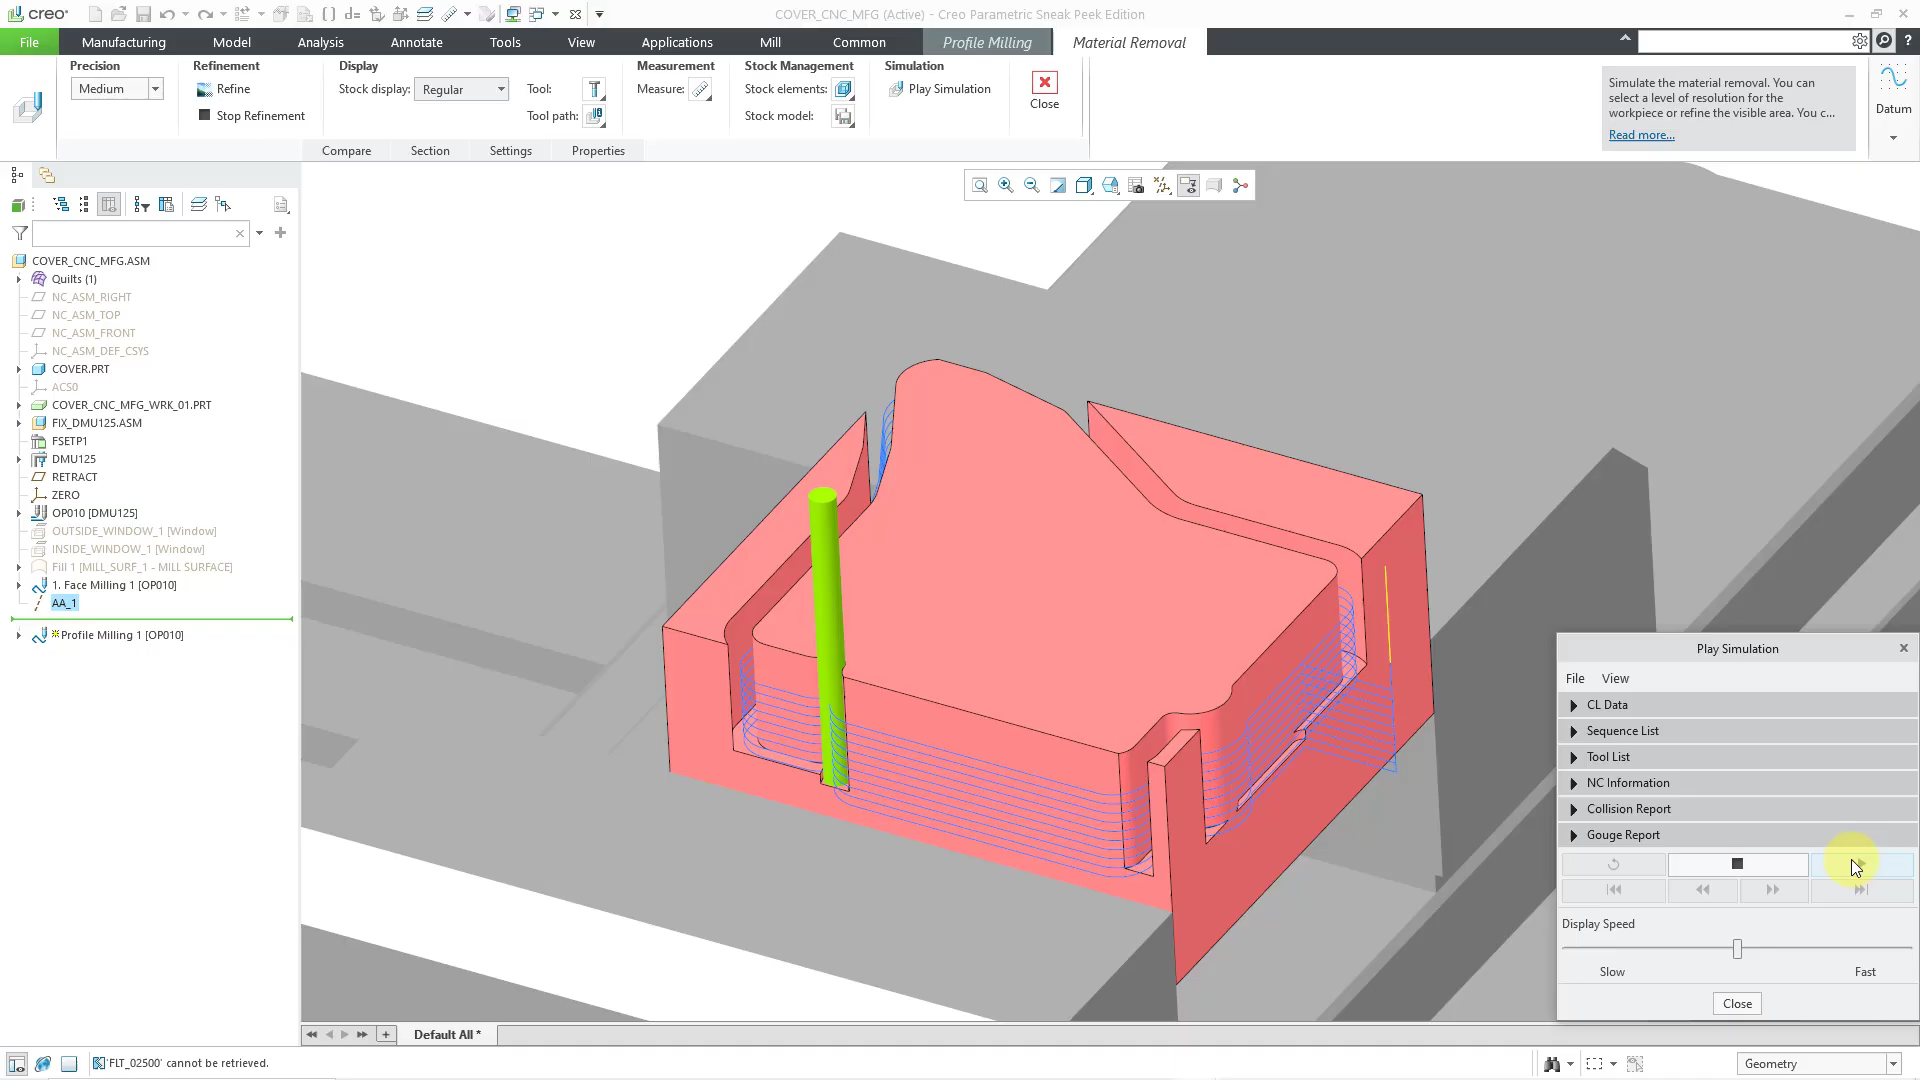 creo
COVER_CNC_MFG (Active) - Creo Parametric Sneak Peek Edition
File
Manufacturing
Model
Analysis
Annotate
Tools
View
Applications
Mill
Common
Profile Milling
Material Removal
Precision
Medium
Refinement
Refine
Stop Refinement
Display
Stock display:
Regular
Tool:
Tool path:
Measurement
Measure:
Stock Management
Stock elements:
Stock model:
Simulation
Play Simulation
Close
Simulate the material removal. You can
select a level of resolution for the
workpiece or refine the visible area. You c...
Read more...
Datum
Compare
Section
Settings
Properties
COVER_CNC_MFG.ASM
Quilts (1)
NC_ASM_RIGHT
NC_ASM_TOP
NC_ASM_FRONT
NC_ASM_DEF_CSYS
COVER.PRT
ACS0
COVER_CNC_MFG_WRK_01.PRT
FIX_DMU125.ASM
FSETP1
DMU125
RETRACT
ZERO
OP010 [DMU125]
OUTSIDE_WINDOW_1 [Window]
INSIDE_WINDOW_1 [Window]
Fill 1 [MILL_SURF_1 - MILL SURFACE]
1. Face Milling 1 [OP010]
AA_1
Profile Milling 1 [OP010]
Play Simulation
File
View
CL Data
Sequence List
Tool List
NC Information
Collision Report
Gouge Report
Display Speed
Slow
Fast
Close
Default All *
'FLT_02500' cannot be retrieved.
Geometry